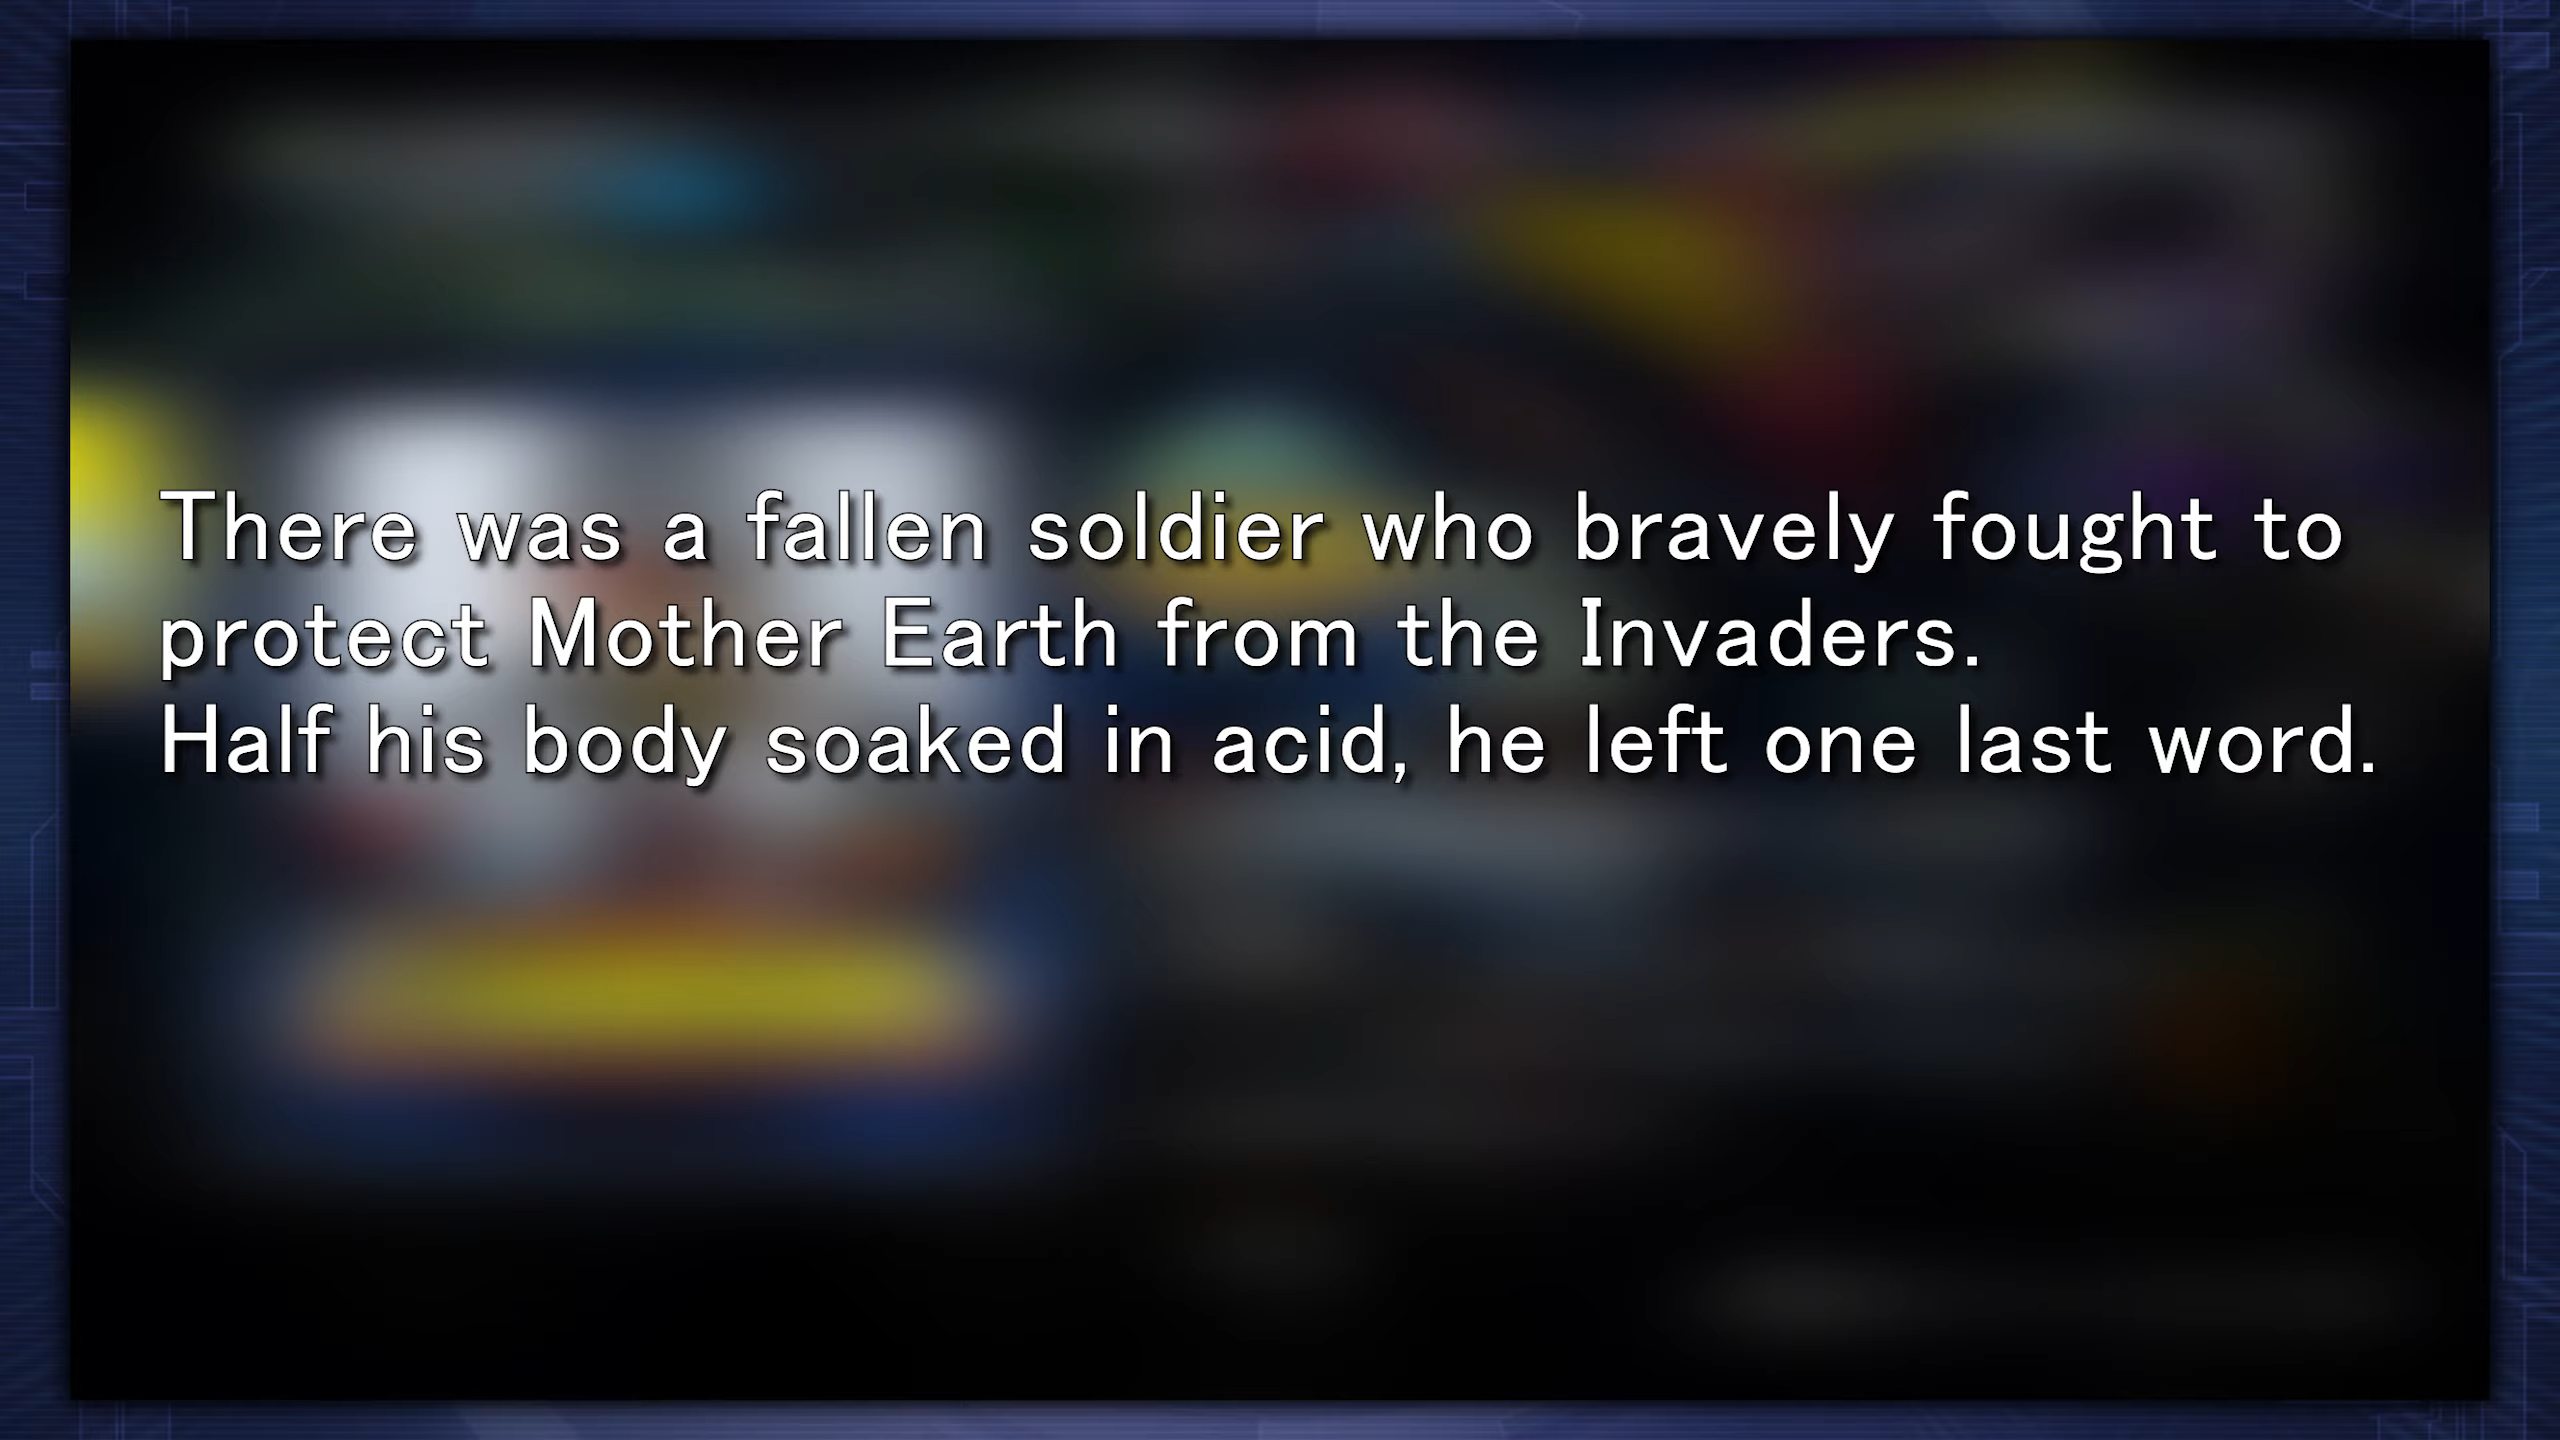 There was a fallen soldier who bravely fought to
protect Mother Earth from the Invaders.
Half his body soaked in acid, he left one last word.